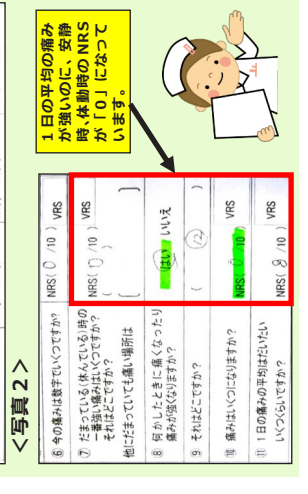 <写真2>
⑥ 今の痛みは数字でいくつですか? NRS( 0 /10 ) VRS
⑦ だまっている(休んでいる)時の NRS( 0 /10 ) VRS
一番強い痛みはいくつですか?
それはどこですか? ( )
他にだまっていても痛い場所は [ ]
⑧ 何かしたときに痛くなったり はい いいえ
痛みが強くなりますか?
⑨ それはどこですか? ( ⑫ )
⑩ 痛みはいくつになりますか? NRS( 0 /10 ) VRS
⑪ 1日の痛みの平均はだいたい NRS( 8 /10 ) VRS
いくつくらいですか?
1日の平均の痛み
が強いのに、安静
時、体動時のNRS
が「0」になって
います。